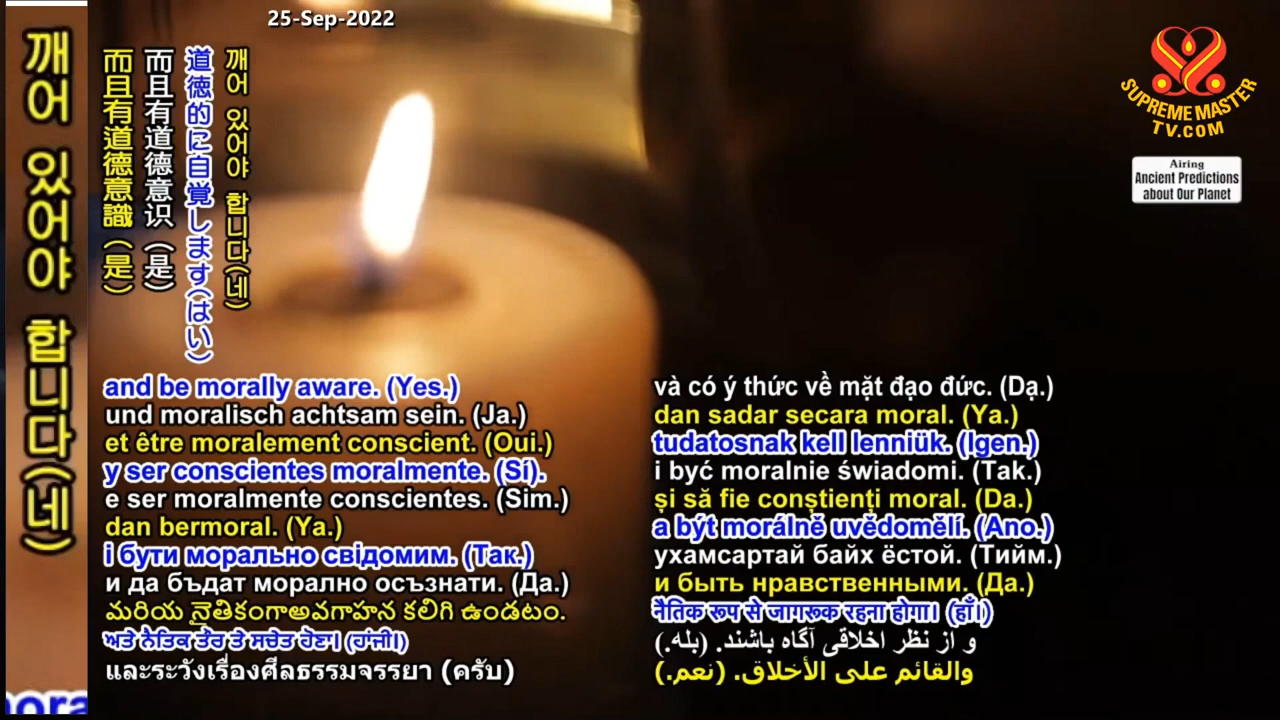 25-Sep-2022
깨어 있어야 합니다(네)
而且有道德意識（是）
而且有道德意识（是）
道徳的に自覚します(はい)
깨어 있어야 합니다(네)
SUPREME MASTER
TV.COM
Airing
Ancient Predictions
about Our Planet
and be morally aware. (Yes.)
und moralisch achtsam sein. (Ja.)
et être moralement conscient. (Oui.)
y ser conscientes moralmente. (Sí).
e ser moralmente conscientes. (Sim.)
dan bermoral. (Ya.)
і бути морально свідомим. (Так.)
и да бъдат морално осъзнати. (Да.)
మరియు నైతికంగాఅవగాహన కలిగి ఉండటం.
ਅਤੇ ਨੈਤਿਕ ਤੌਰ ਤੇ ਸਚੇਤ ਹੋਣਾ। (ਹਾਂਜੀ।)
และระวังเรื่องศีลธรรมจรรยา (ครับ)
và có ý thức về mặt đạo đức. (Dạ.)
dan sadar secara moral. (Ya.)
tudatosnak kell lenniük. (Igen.)
i być moralnie świadomi. (Tak.)
și să fie conștienți moral. (Da.)
a být morálně uvědomělí. (Ano.)
ухамсартай байх ёстой. (Тийм.)
и быть нравственными. (Да.)
नैतिक रूप से जागरूक रहना होगा। (हाँ।)
و از نظر اخلاقی آگاه باشند. (بله.)
والقائم على الأخلاق. (نعم.)
mora